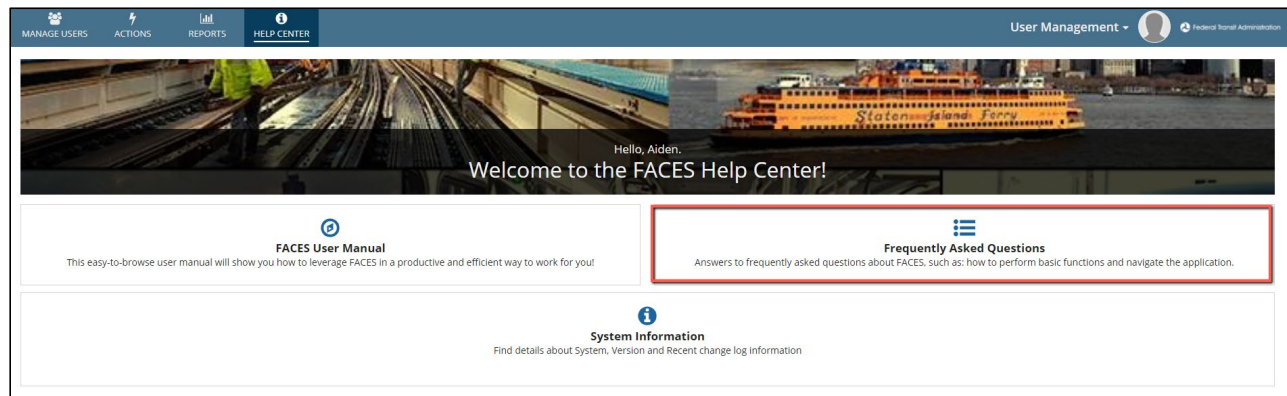 MANAGE USERS
ACTIONS
REPORTS
HELP CENTER
User Management
Federal Transit Administration
Staten Island Ferry
Hello, Aiden.
Welcome to the FACES Help Center!
FACES User Manual
This easy-to-browse user manual will show you how to leverage FACES in a productive and efficient way to work for you!
Frequently Asked Questions
Answers to frequently asked questions about FACES, such as: how to perform basic functions and navigate the application.
System Information
Find details about System, Version and Recent change log information